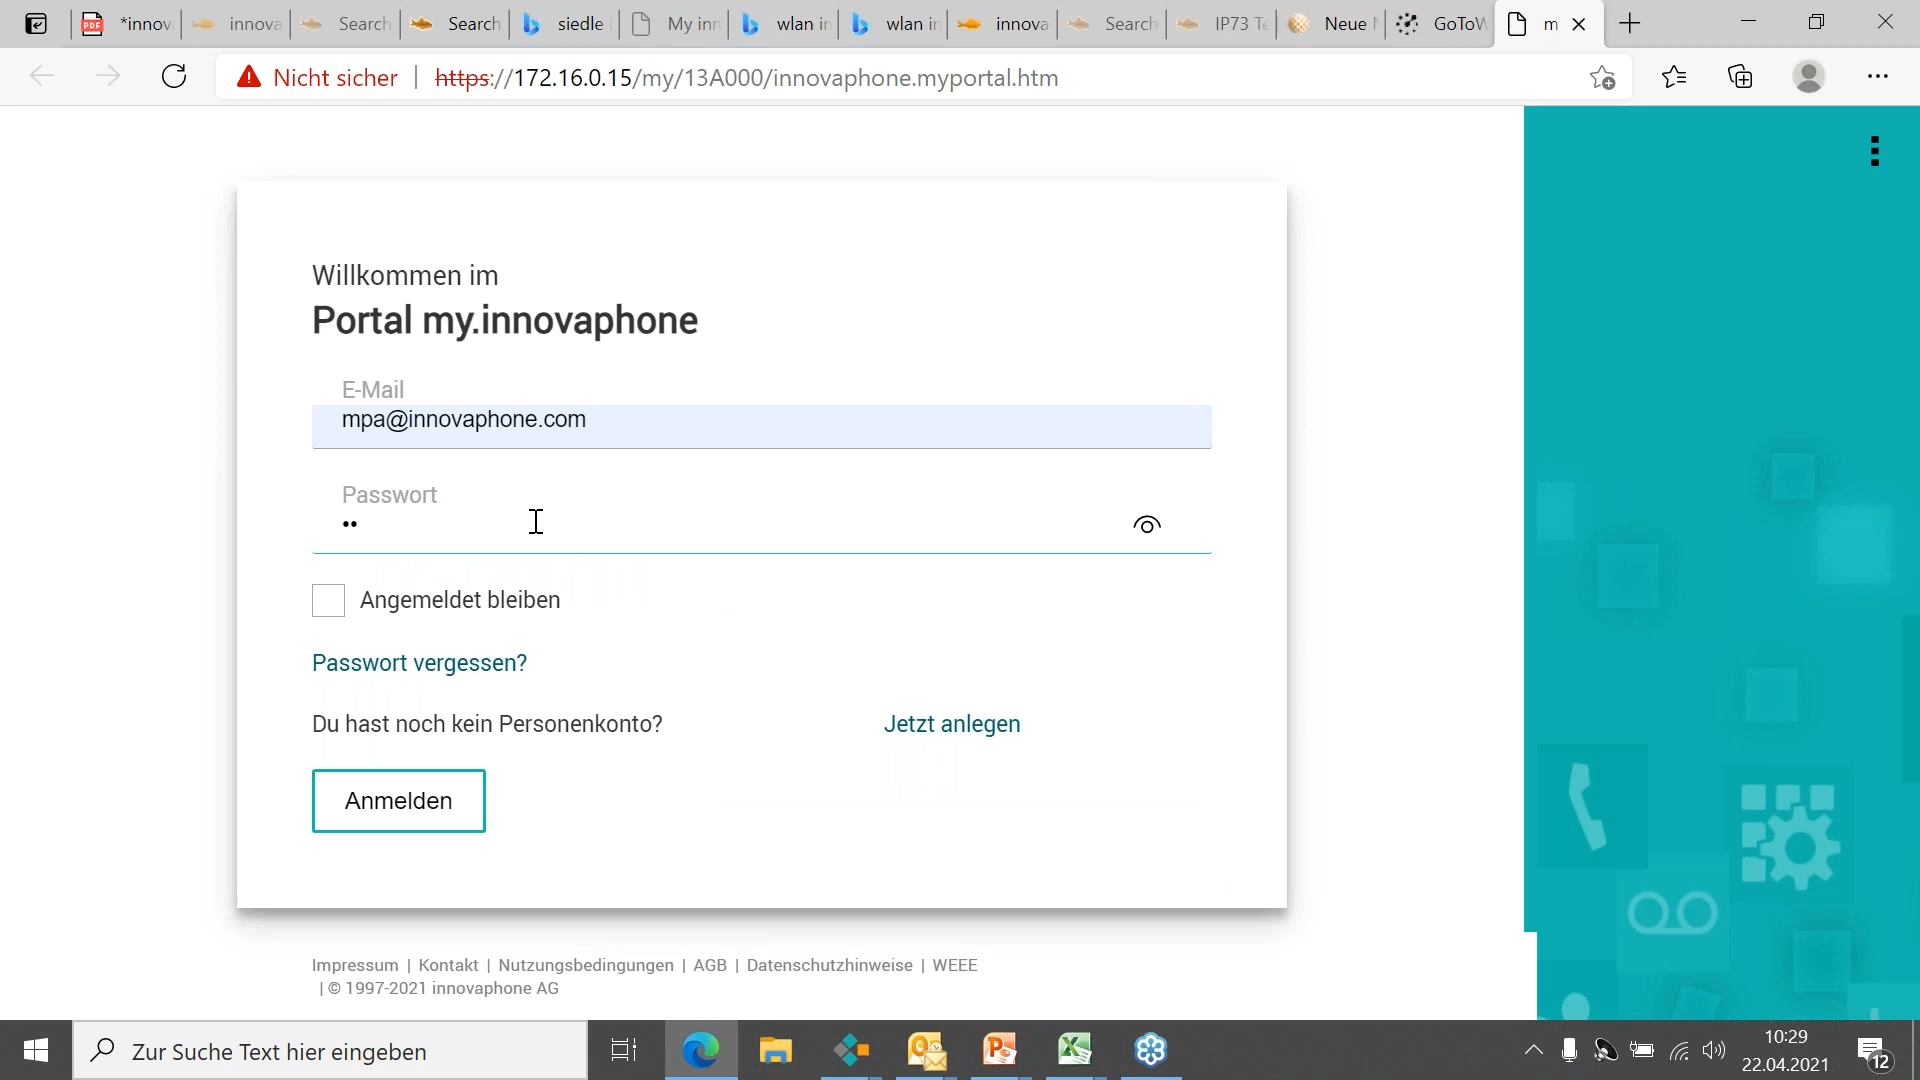 *innov
innova
Search
Search
siedle
My inn
wlan in
wlan in
innova
Search
IP73 Te
Neue
GoToW
m
Nicht sicher | https://172.16.0.15/my/13A000/innovaphone.myportal.htm
Willkommen im
Portal my.innovaphone
E-Mail
mpa@innovaphone.com
Passwort
••
Angemeldet bleiben
Passwort vergessen?
Du hast noch kein Personenkonto? Jetzt anlegen
Anmelden
Impressum | Kontakt | Nutzungsbedingungen | AGB | Datenschutzhinweise | WEEE
| © 1997-2021 innovaphone AG
Zur Suche Text hier eingeben
10:29
22.04.2021
12